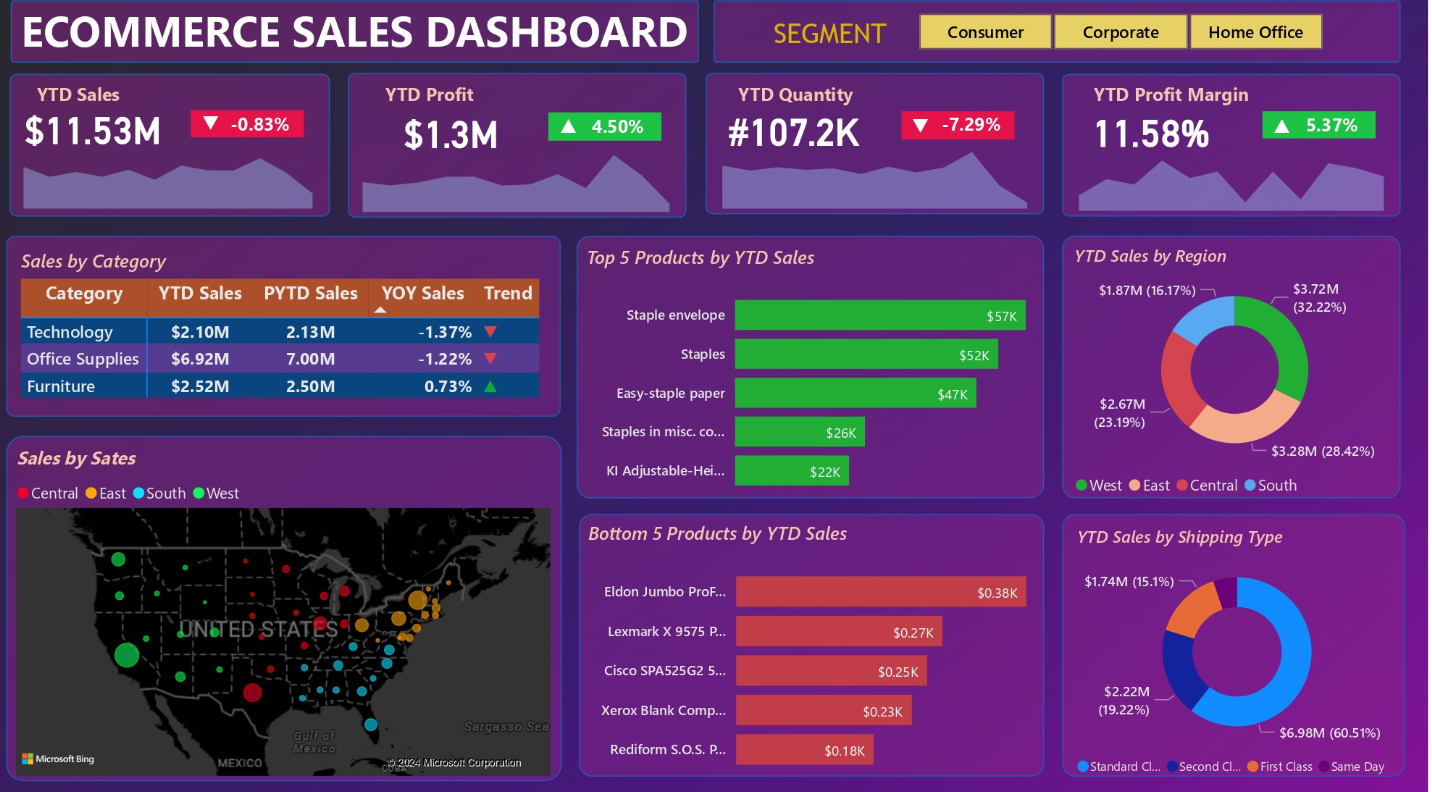 ECOMMERCE SALES DASHBOARD
SEGMENT
Consumer
Corporate
Home Office
YTD Sales
$11.53M
-0.83%
YTD Profit
$1.3M
4.50%
YTD Quantity
#107.2K
-7.29%
YTD Profit Margin
11.58%
5.37%
Sales by Category
Category YTD Sales PYTD Sales YOY Sales Trend
Technology $2.10M 2.13M -1.37%
Office Supplies $6.92M 7.00M -1.22%
Furniture $2.52M 2.50M 0.73%
Top 5 Products by YTD Sales
Staple envelope $57K
Staples $52K
Easy-staple paper $47K
Staples in misc. co... $26K
KI Adjustable-Hei... $22K
YTD Sales by Region
$1.87M (16.17%)
$3.72M
(32.22%)
$2.67M
(23.19%)
$3.28M (28.42%)
West East Central South
Sales by Sates
Central East South West
UNITED STATES
Sargasso Sea
Gulf of
Mexico
MEXICO
CUBA
Microsoft Bing
© 2024 Microsoft Corporation
Bottom 5 Products by YTD Sales
Eldon Jumbo ProF... $0.38K
Lexmark X 9575 P... $0.27K
Cisco SPA525G2 5... $0.25K
Xerox Blank Comp... $0.23K
Rediform S.O.S. P... $0.18K
YTD Sales by Shipping Type
$1.74M (15.1%)
$2.22M
(19.22%)
$6.98M (60.51%)
Standard Cl... Second Cl... First Class Same Day